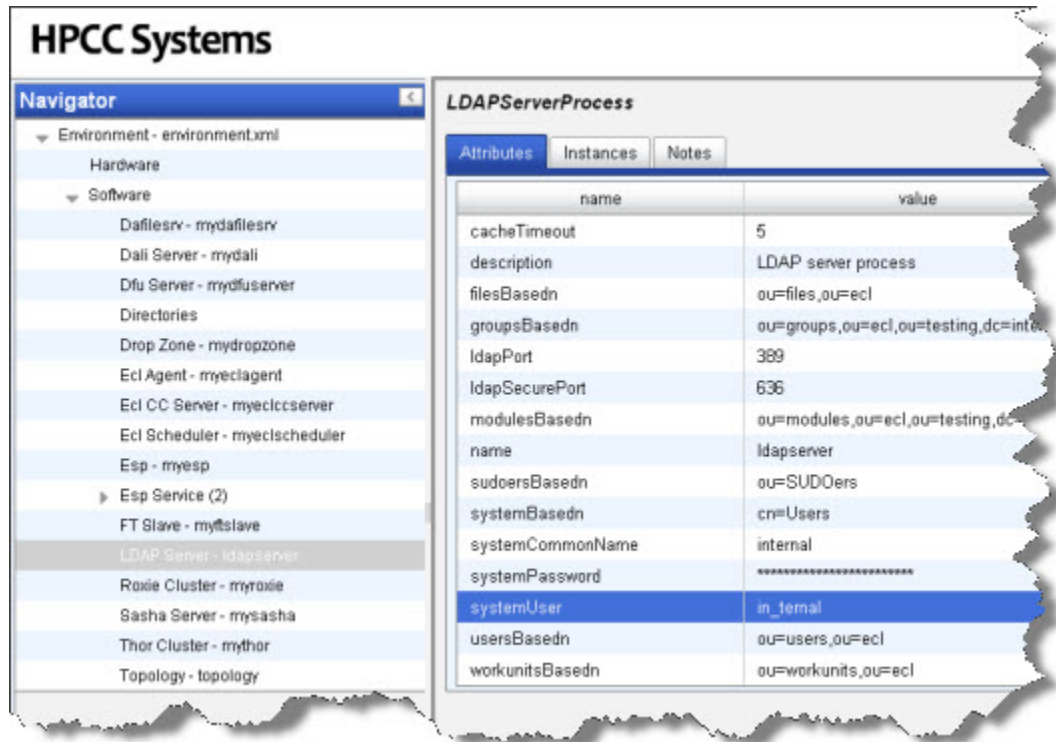 HPCC Systems
Navigator
Environment - environment.xml
Hardware
Software
Dafilesrv - mydafilesrv
Dali Server - mydali
Dfu Server - mydfuserver
Directories
Drop Zone - mydropzone
Ecl Agent - myeclagent
Ecl CC Server - myeclccserver
Ecl Scheduler - myeclscheduler
Esp - myesp
Esp Service (2)
FT Slave - myftslave
LDAP Server - ldapserver
Roxie Cluster - myroxie
Sasha Server - mysasha
Thor Cluster - mythor
Topology - topology
LDAPServerProcess
Attributes Instances Notes
name value
cacheTimeout 5
description LDAP server process
filesBasedn ou=files,ou=ecl
groupsBasedn ou=groups,ou=ecl,ou=testing,dc=inte
ldapPort 389
ldapSecurePort 636
modulesBasedn ou=modules,ou=ecl,ou=testing,dc=
name ldapserver
sudoersBasedn ou=SUDOers
systemBasedn cn=Users
systemCommonName internal
systemPassword ************************
systemUser in_ternal
usersBasedn ou=users,ou=ecl
workunitsBasedn ou=workunits,ou=ecl